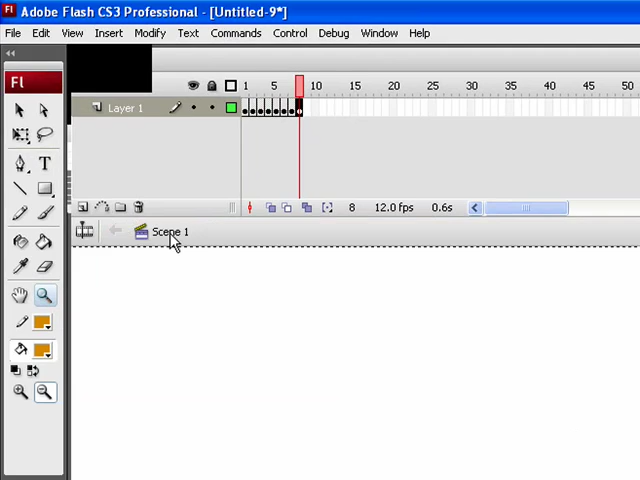 Fl Adobe Flash CS3 Professional - [Untitled-9*]
File Edit View Insert Modify Text Commands Control Debug Window Help
Fl
1 5 10 15 20 25 30 35 40 45 50
Layer 1
8 12.0 fps 0.6s
Scene 1
T